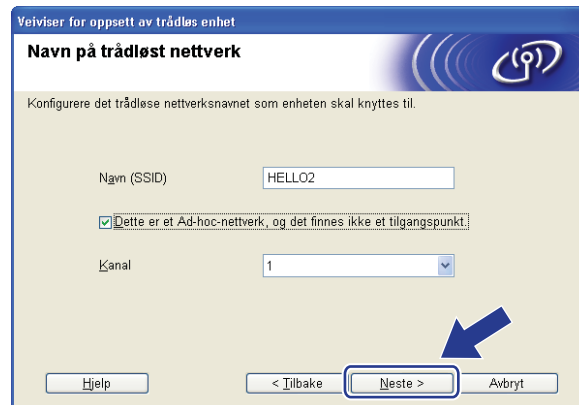 Veiviser for oppsett av trådløs enhet
Navn på trådløst nettverk
Konfigurere det trådløse nettverksnavnet som enheten skal knyttes til.
Navn (SSID) HELLO2
Dette er et Ad-hoc-nettverk, og det finnes ikke et tilgangspunkt.
Kanal 1
Hjelp < Tilbake Neste > Avbryt